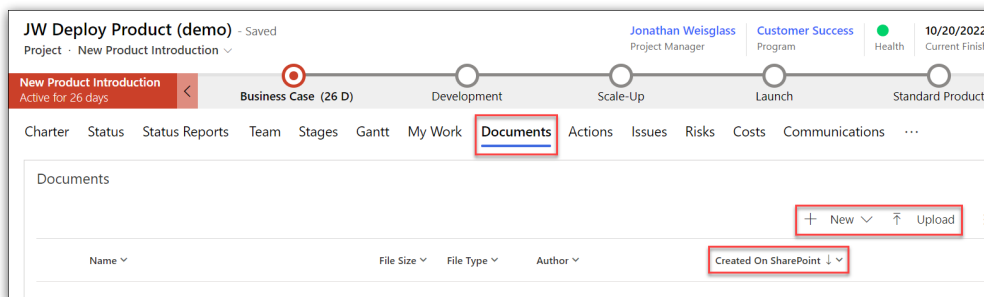 JW Deploy Product (demo) - Saved
Project · New Product Introduction
Jonathan Weisglass
Project Manager
Customer Success
Program
Health
10/20/2022
Current Finish
New Product Introduction
Active for 26 days
Business Case (26 D)
Development
Scale-Up
Launch
Standard Product
Charter Status Status Reports Team Stages Gantt My Work Documents Actions Issues Risks Costs Communications ···
Documents
New Upload
Name File Size File Type Author Created On SharePoint